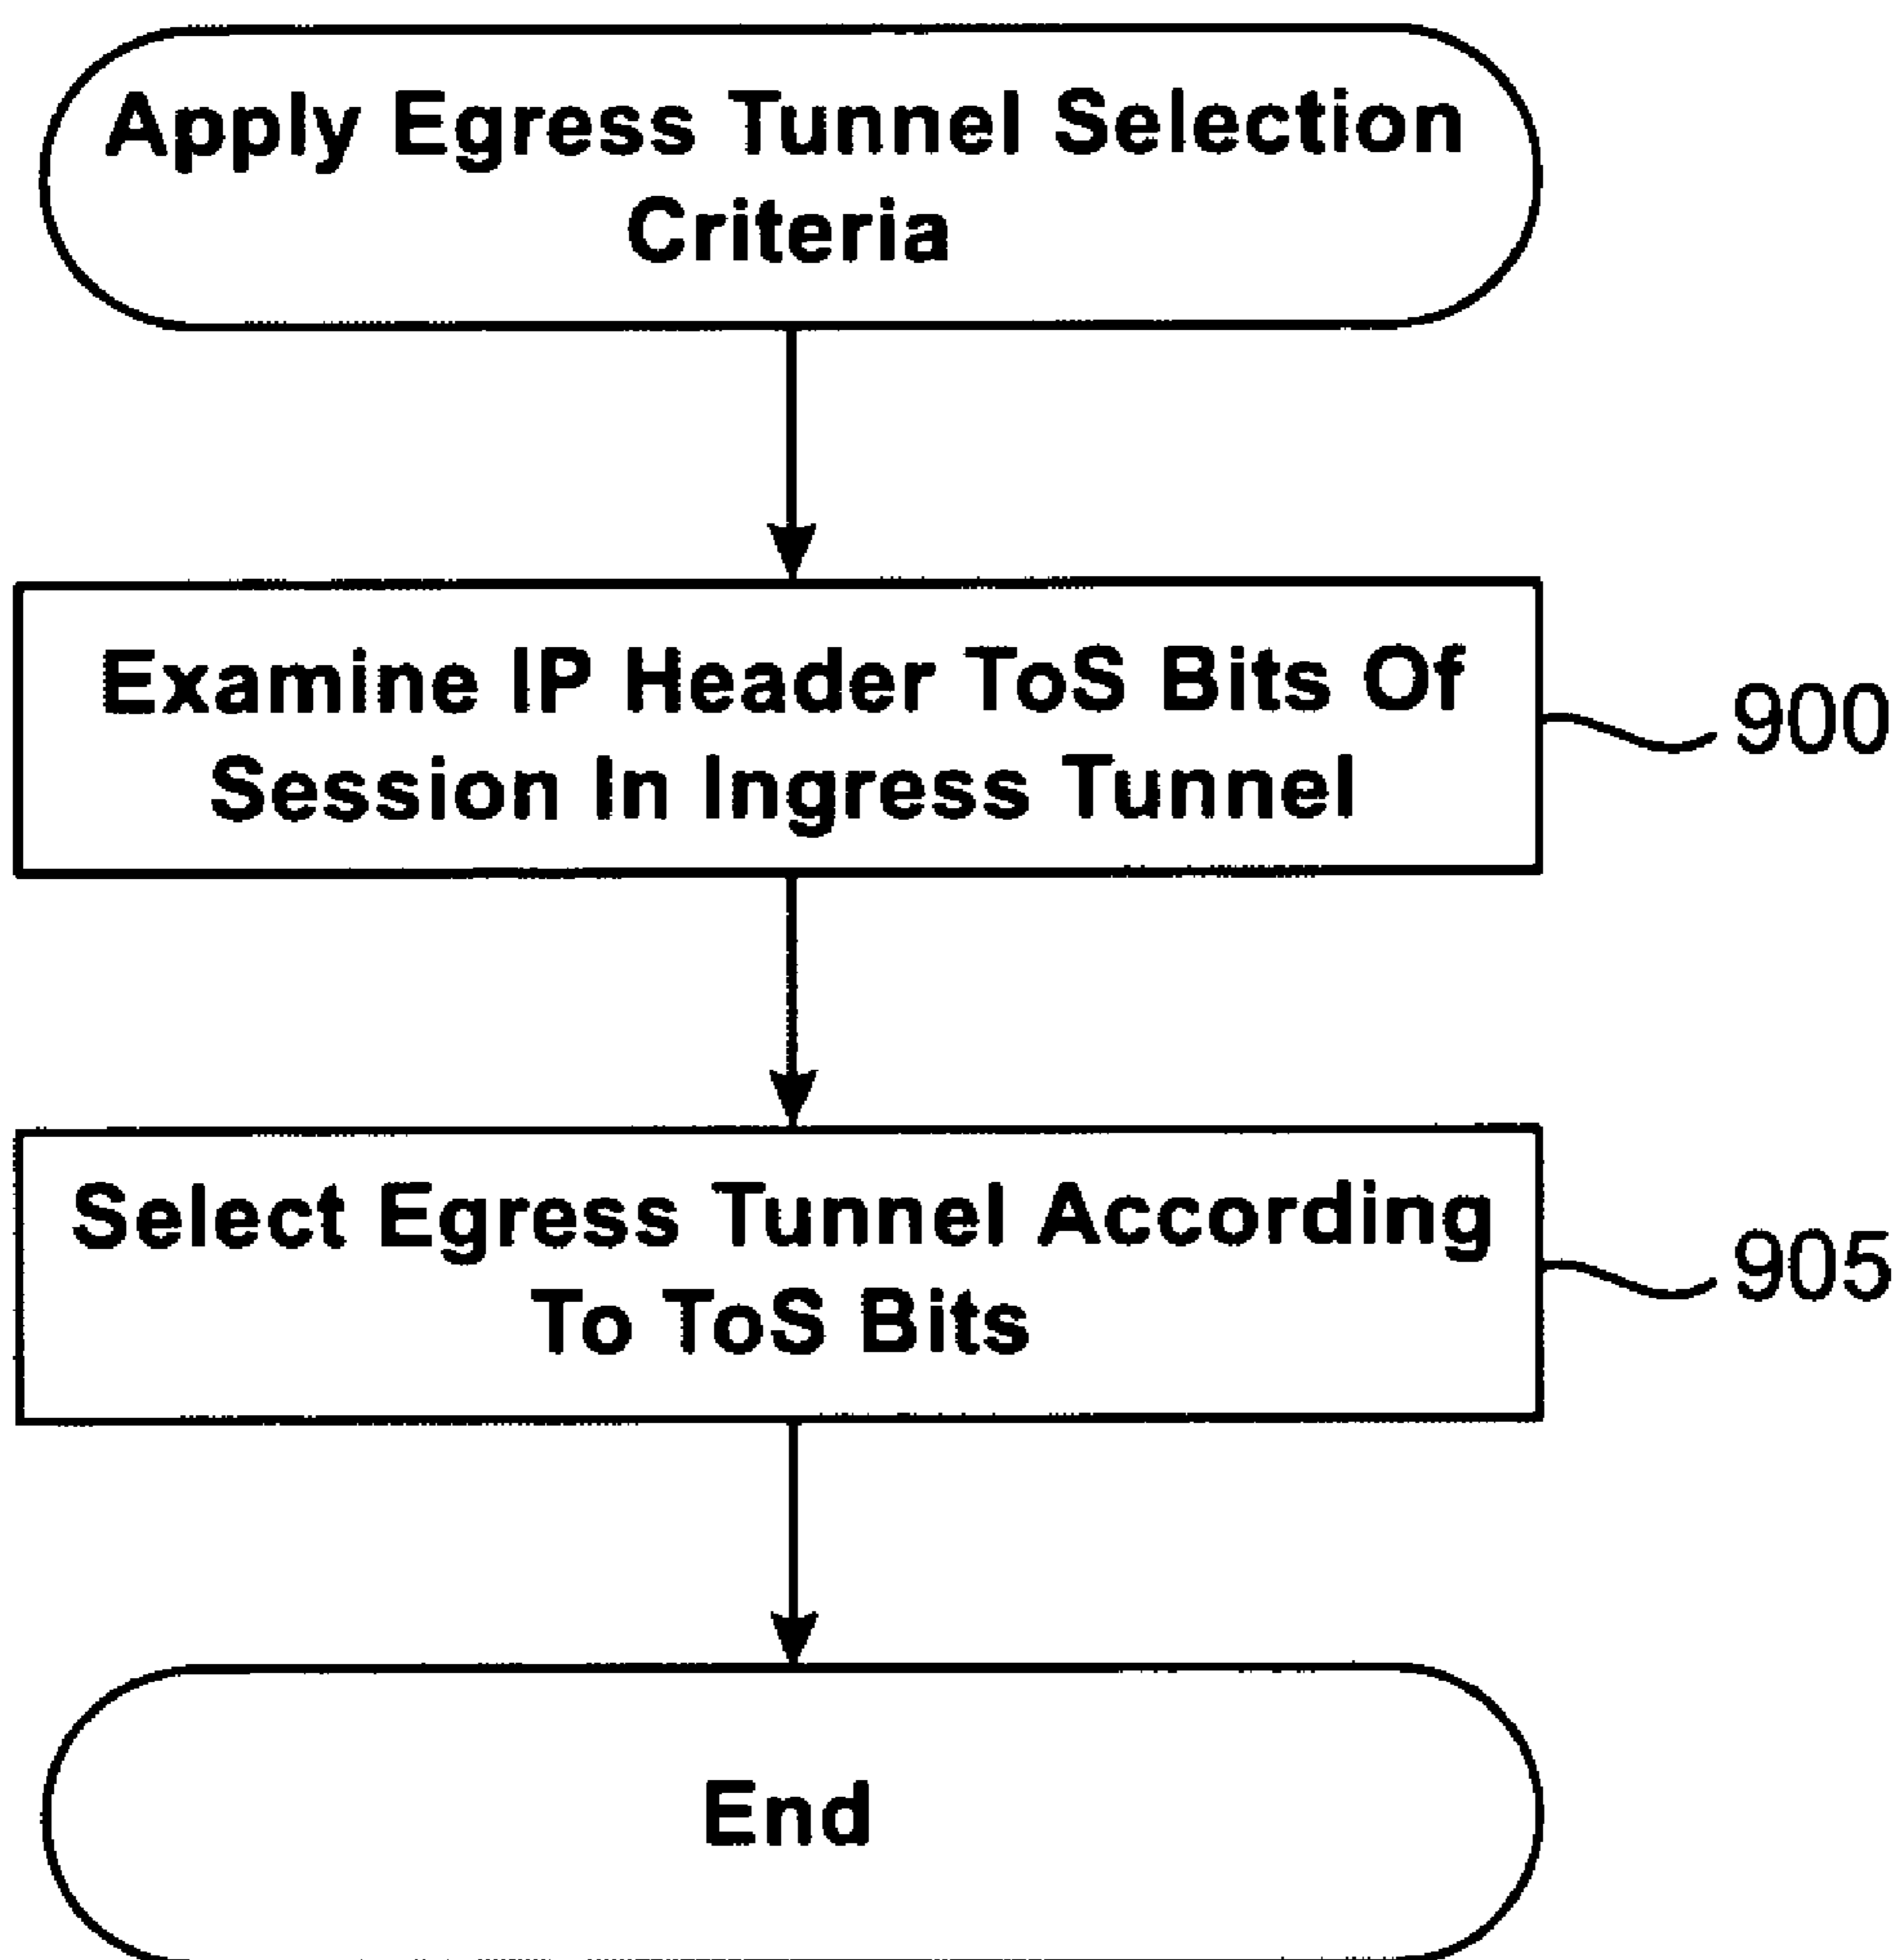 Apply Egress Tunnel Selection
Criteria
Examine IP Header ToS Bits Of
Session In Ingress Tunnel
900
Select Egress Tunnel According
To ToS Bits
905
End